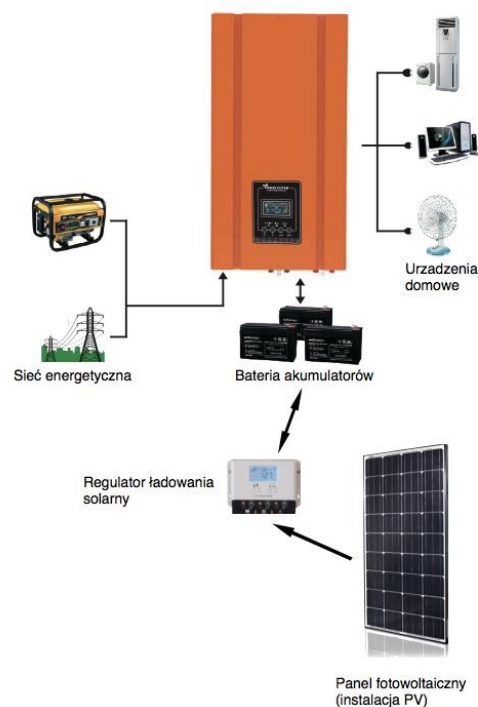 Urzadzenia
domowe
Sieć energetyczna
Bateria akumulatorów
Regulator ładowania
solarny
Panel fotowoltaiczny
(instalacja PV)